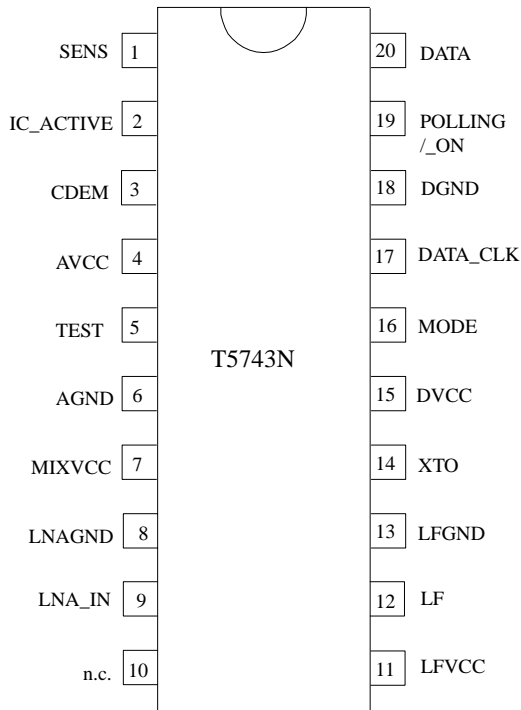 SENS 1 20 DATA
IC_ACTIVE 2 19 POLLING
/_ON
CDEM 3 18 DGND
AVCC 4 17 DATA_CLK
TEST 5 16 MODE
T5743N
AGND 6 15 DVCC
MIXVCC 7 14 XTO
LNAGND 8 13 LFGND
LNA_IN 9 12 LF
n.c. 10 11 LFVCC